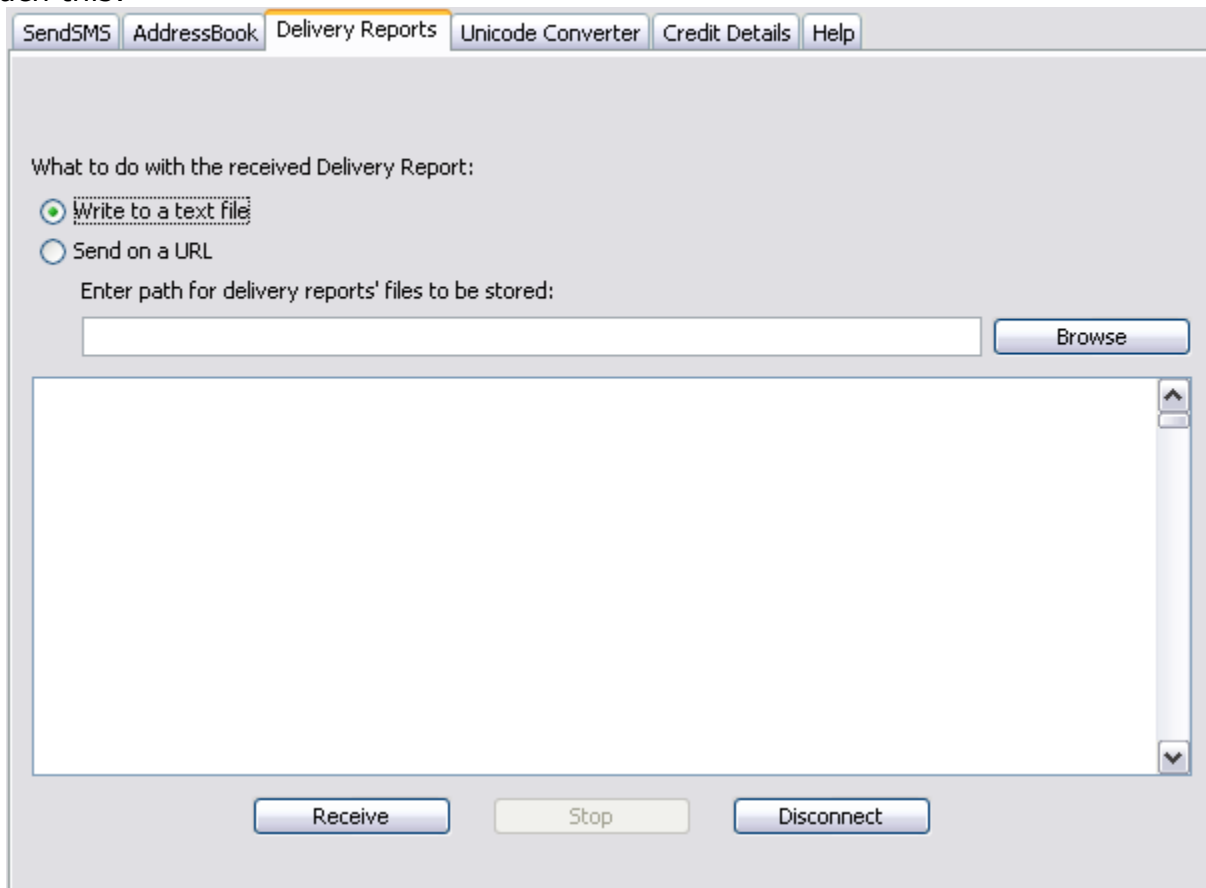 SendSMS AddressBook Delivery Reports Unicode Converter Credit Details Help
What to do with the received Delivery Report:
Write to a text file
Send on a URL
Enter path for delivery reports' files to be stored:
Browse
Receive Stop Disconnect